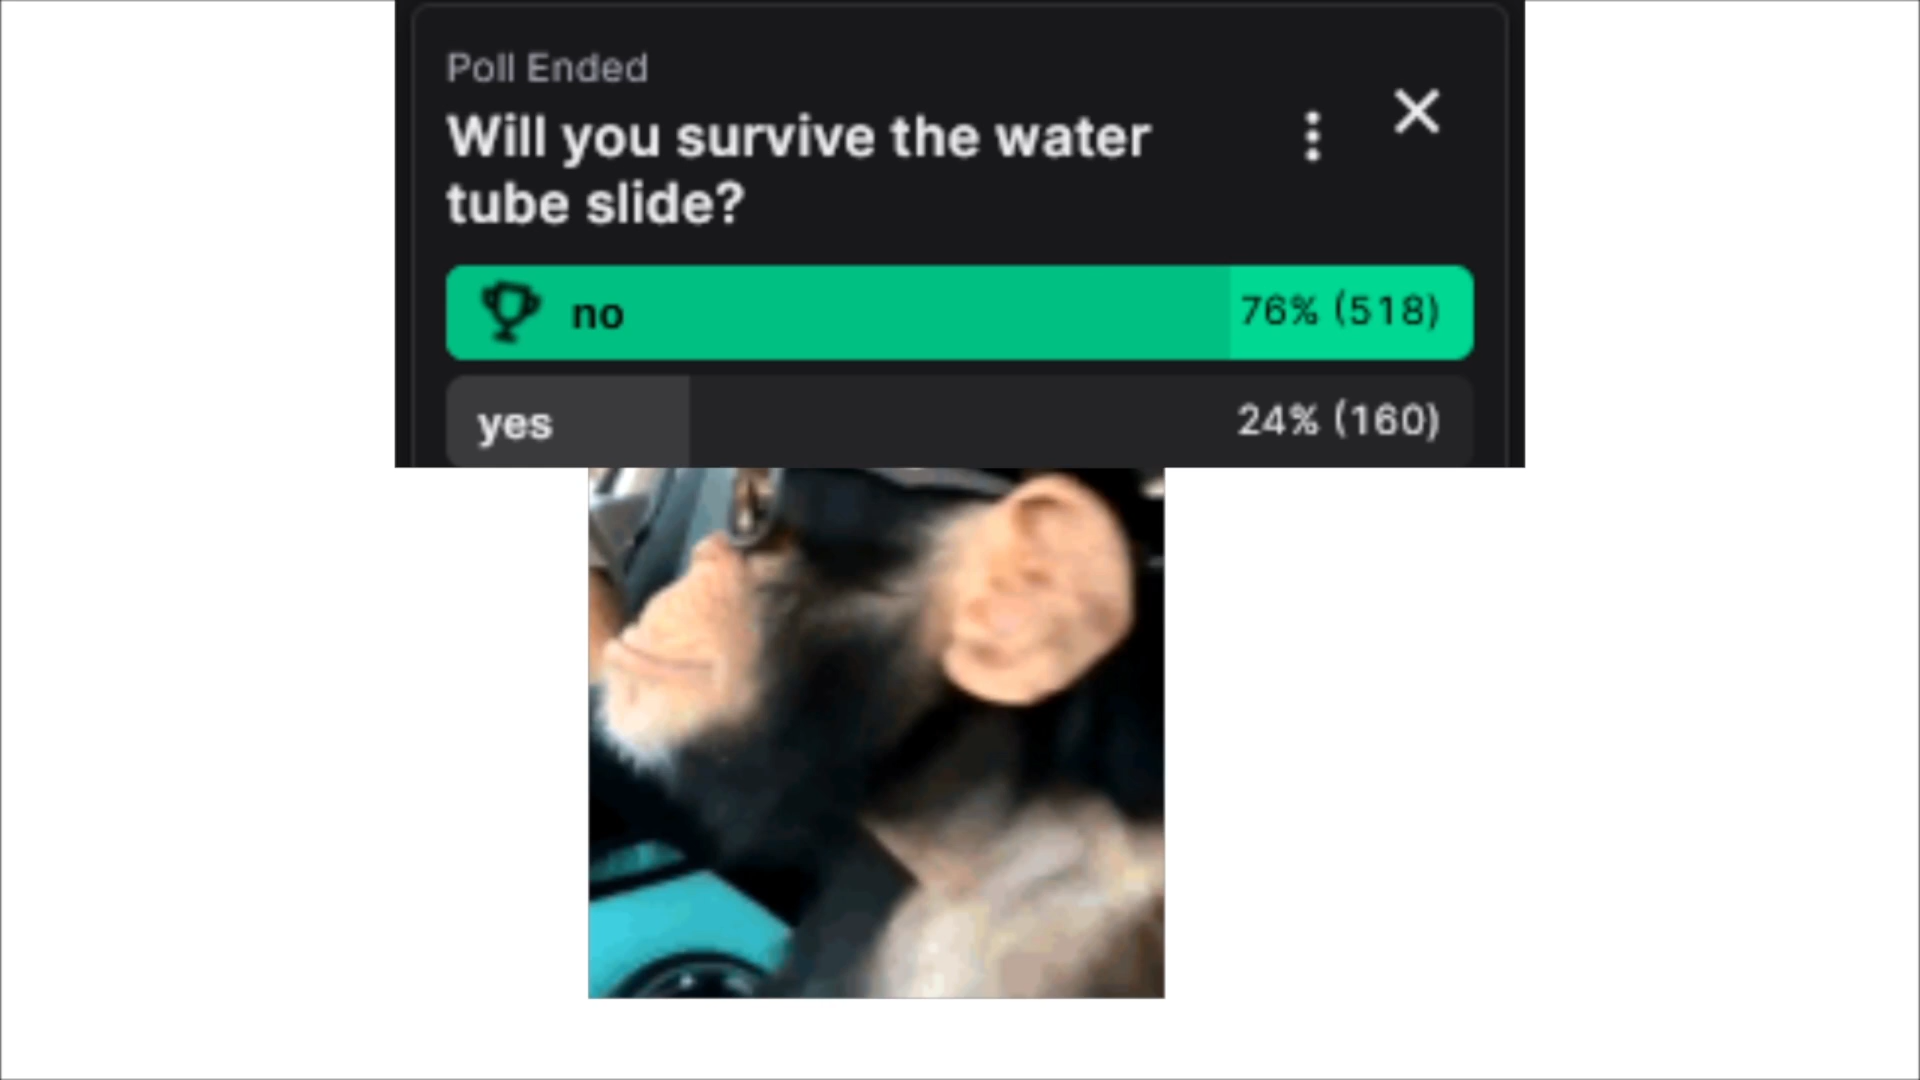 Poll Ended
Will you survive the water
tube slide?
no 76% (518)
yes 24% (160)